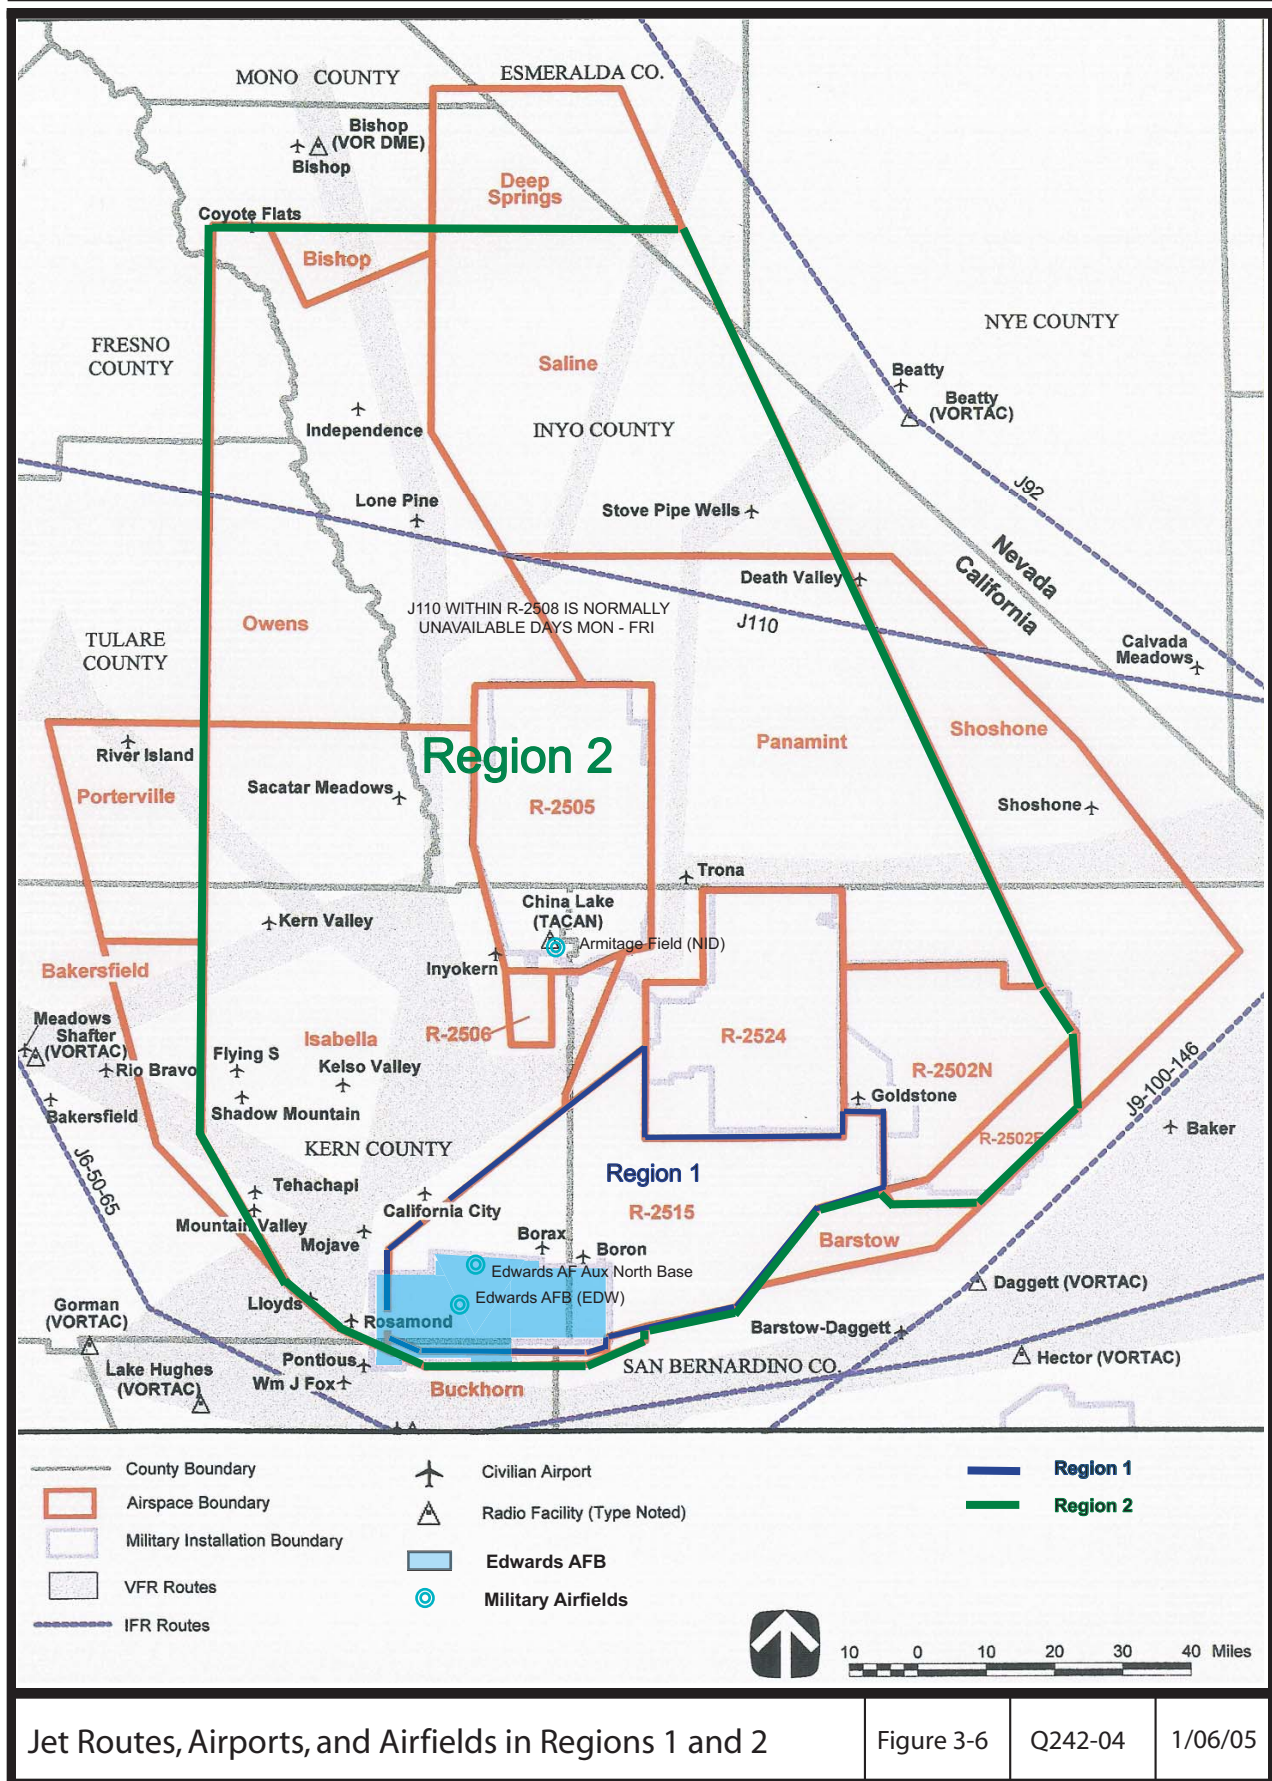 MONO COUNTY
ESMERALDA CO.
Bishop
(VOR DME)
Bishop
Deep
Springs
Coyote Flats
Bishop
NYE COUNTY
FRESNO
COUNTY
Saline
Beatty
Beatty
(VORTAC)
Independence
INYO COUNTY
J92
Lone Pine
Stove Pipe Wells
Nevada
California
Death Valley
J110 WITHIN R-2508 IS NORMALLY
UNAVAILABLE DAYS MON - FRI
J110
Owens
TULARE
COUNTY
Calvada
Meadows
Shoshone
Panamint
Region 2
River Island
Porterville
Sacatar Meadows
R-2505
Shoshone
Trona
China Lake
(TACAN)
Kern Valley
Armitage Field (NID)
Inyokern
Bakersfield
Meadows
Shafter
(VORTAC)
Isabella
R-2506
R-2524
Flying S
Kelso Valley
R-2502N
Rio Bravo
J9-100-146
Goldstone
Bakersfield
Shadow Mountain
Baker
R-2502E
KERN COUNTY
J6-50-65
Region 1
Tehachapi
California City
R-2515
Mountain Valley
Mojave
Borax
Boron
Barstow
Edwards AF Aux North Base
Daggett (VORTAC)
Edwards AFB (EDW)
Lloyds
Gorman
(VORTAC)
Rosamond
Barstow-Daggett
Pontious
SAN BERNARDINO CO.
Hector (VORTAC)
Lake Hughes
(VORTAC)
Wm J Fox
Buckhorn
County Boundary
Airspace Boundary
Military Installation Boundary
VFR Routes
IFR Routes
Civilian Airport
Radio Facility (Type Noted)
Edwards AFB
Military Airfields
Region 1
Region 2
10 0 10 20 30 40 Miles
Jet Routes, Airports, and Airfields in Regions 1 and 2
Figure 3-6
Q242-04
1/06/05